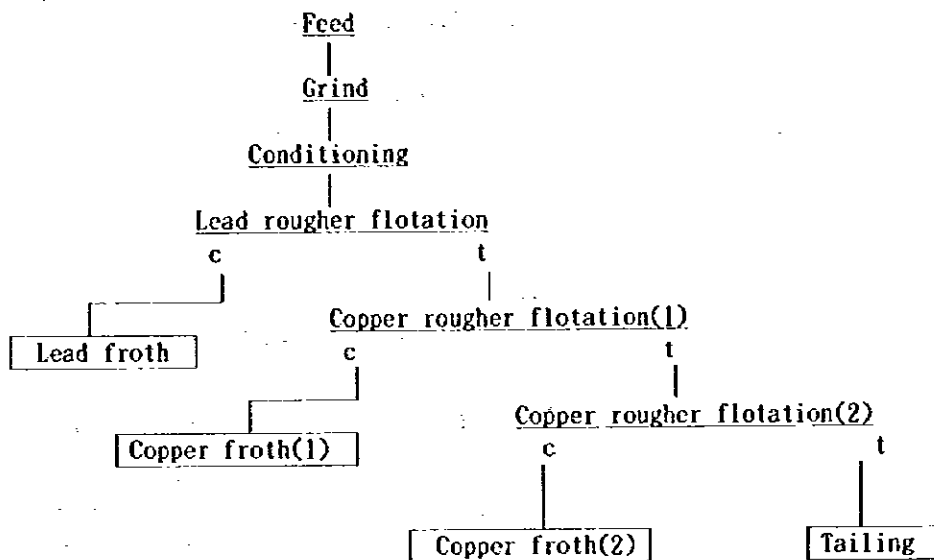 Feed
Grind
Conditioning
Lead rougher flotation
c t
Copper rougher flotation(1)
Lead froth
c t
Copper rougher flotation(2)
Copper froth(1)
c t
Copper froth(2)
Tailing